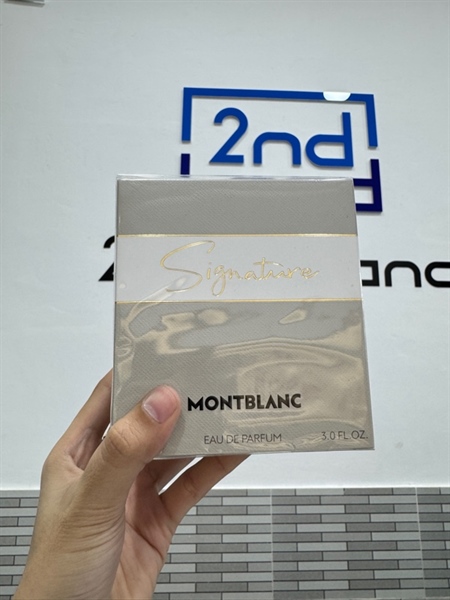 2nd
Signature
MONTBLANC
EAU DE PARFUM 3.0 FL OZ.